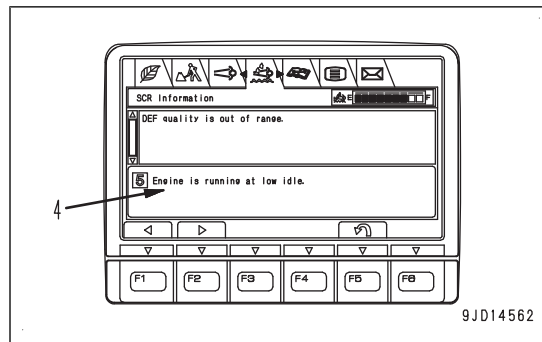 SCR Information
E F
DEF quality is out of range.
5 Engine is running at low idle.
4
F1 F2 F3 F4 F5 F6
9JD14562